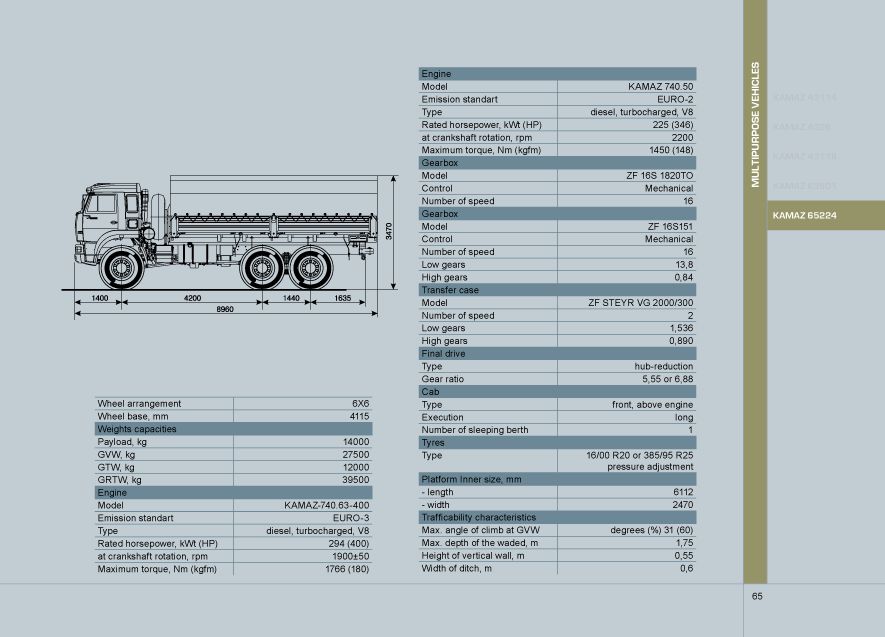 3470
1400 4200 1440 1635
8960
Wheel arrangement 6X6
Wheel base, mm 4115
Weights capacities
Payload, kg 14000
GVW, kg 27500
GTW, kg 12000
GRTW, kg 39500
Engine
Model KAMAZ-740.63-400
Emission standart EURO-3
Type diesel, turbocharged, V8
Rated horsepower, kWt (HP) 294 (400)
at crankshaft rotation, rpm 1900±50
Maximum torque, Nm (kgfm) 1766 (180)
Engine
Model KAMAZ 740.50
Emission standart EURO-2
Type diesel, turbocharged, V8
Rated horsepower, kWt (HP) 225 (346)
at crankshaft rotation, rpm 2200
Maximum torque, Nm (kgfm) 1450 (148)
Gearbox
Model ZF 16S 1820TO
Control Mechanical
Number of speed 16
Gearbox
Model ZF 16S151
Control Mechanical
Number of speed 16
Low gears 13,8
High gears 0,84
Transfer case
Model ZF STEYR VG 2000/300
Number of speed 2
Low gears 1,536
High gears 0,890
Final drive
Type hub-reduction
Gear ratio 5,55 or 6,88
Cab
Type front, above engine
Execution long
Number of sleeping berth 1
Tyres
Type 16/00 R20 or 385/95 R25
pressure adjustment
Platform Inner size, mm
- length 6112
- width 2470
Trafficability characteristics
Max. angle of climb at GVW degrees (%) 31 (60)
Max. depth of the waded, m 1,75
Height of vertical wall, m 0,55
Width of ditch, m 0,6
MULTIPURPOSE VEHICLES
KAMAZ 43114
KAMAZ 4326
KAMAZ 43118
KAMAZ 63501
KAMAZ 65224
65